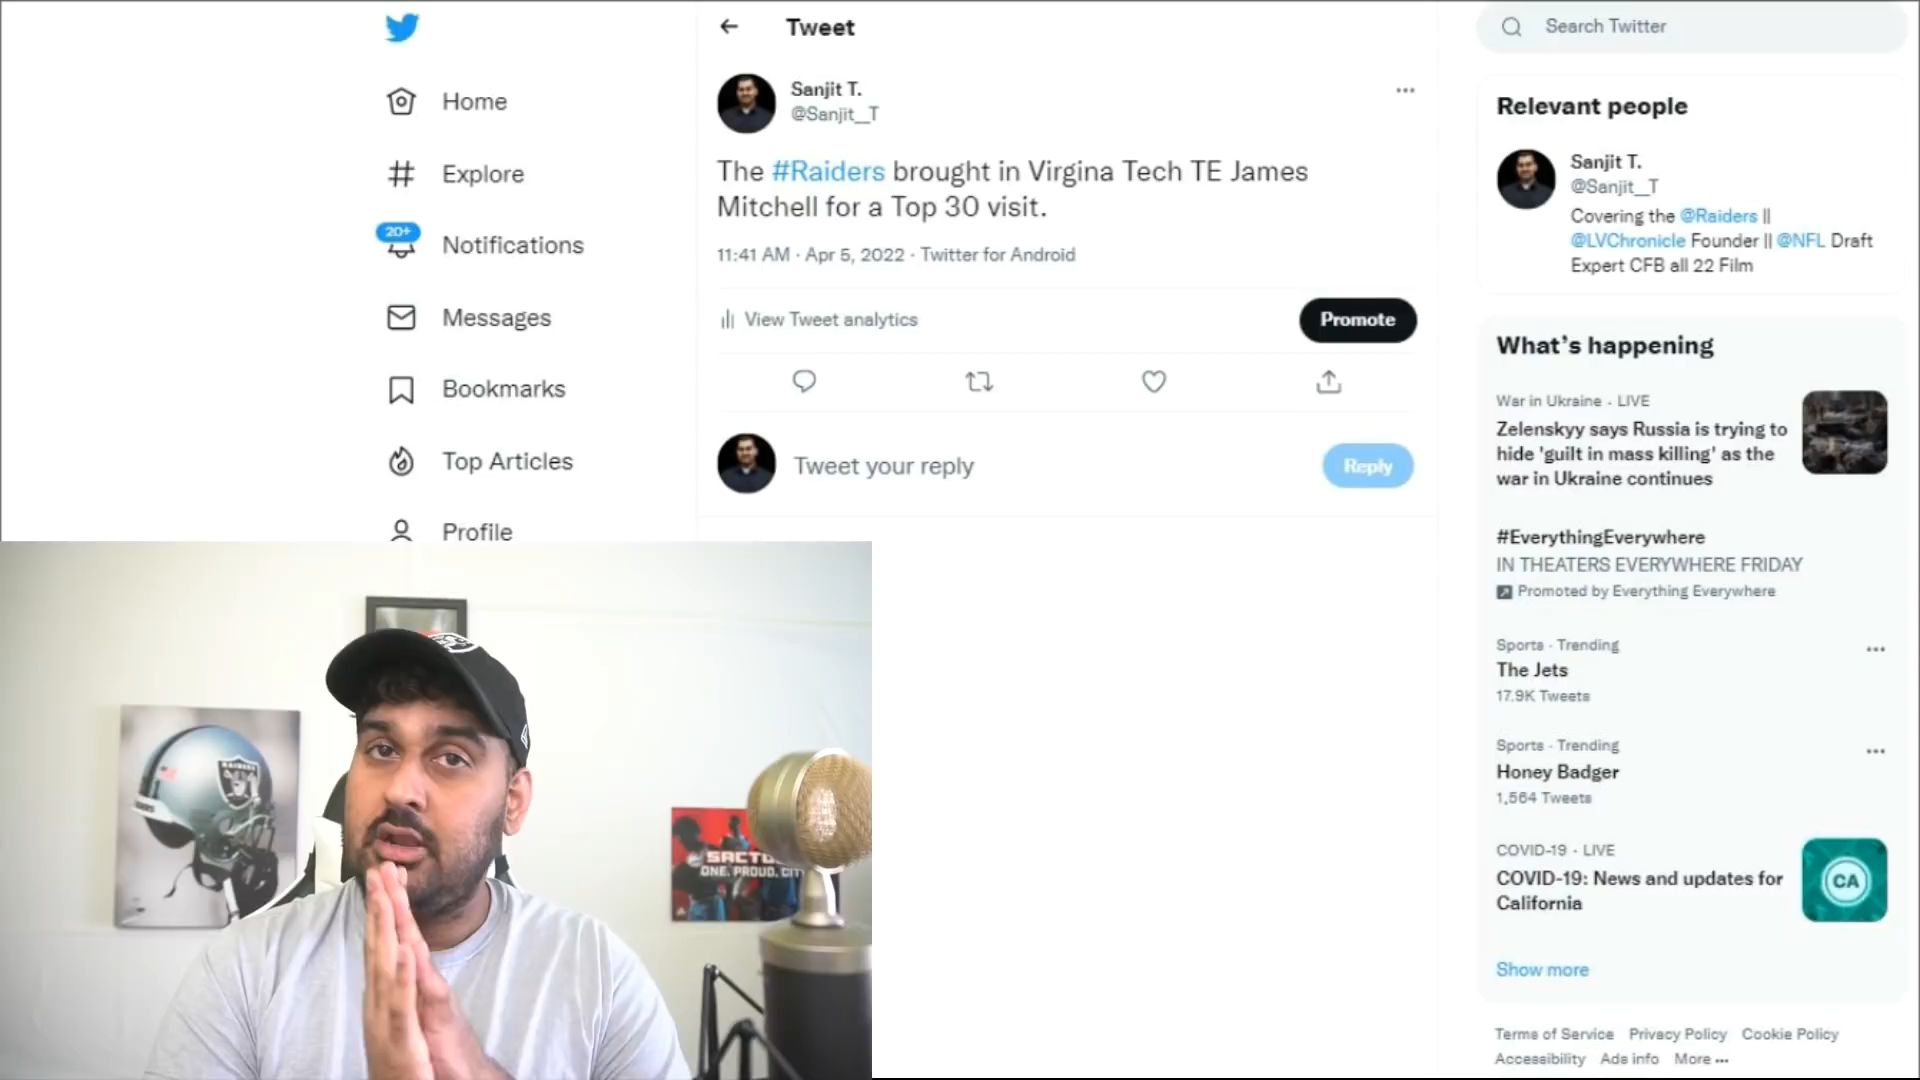 Home
Explore
20+
Notifications
Messages
Bookmarks
Top Articles
Profile
Tweet
Sanjit T.
@Sanjit__T
The #Raiders brought in Virgina Tech TE James
Mitchell for a Top 30 visit.
11:41 AM · Apr 5, 2022 · Twitter for Android
View Tweet analytics
Promote
Tweet your reply
Reply
Search Twitter
Relevant people
Sanjit T.
@Sanjit__T
Covering the @Raiders ||
@LVChronicle Founder || @NFL Draft
Expert CFB all 22 Film
What's happening
War in Ukraine · LIVE
Zelenskyy says Russia is trying to
hide 'guilt in mass killing' as the
war in Ukraine continues
#EverythingEverywhere
IN THEATERS EVERYWHERE FRIDAY
Promoted by Everything Everywhere
Sports · Trending
The Jets
17.9K Tweets
Sports · Trending
Honey Badger
1,564 Tweets
COVID-19 · LIVE
COVID-19: News and updates for
California
CA
Show more
Terms of Service Privacy Policy Cookie Policy
Accessibility Ads info More ···
RAIDERS
SACTO
ONE. PROUD. CITY